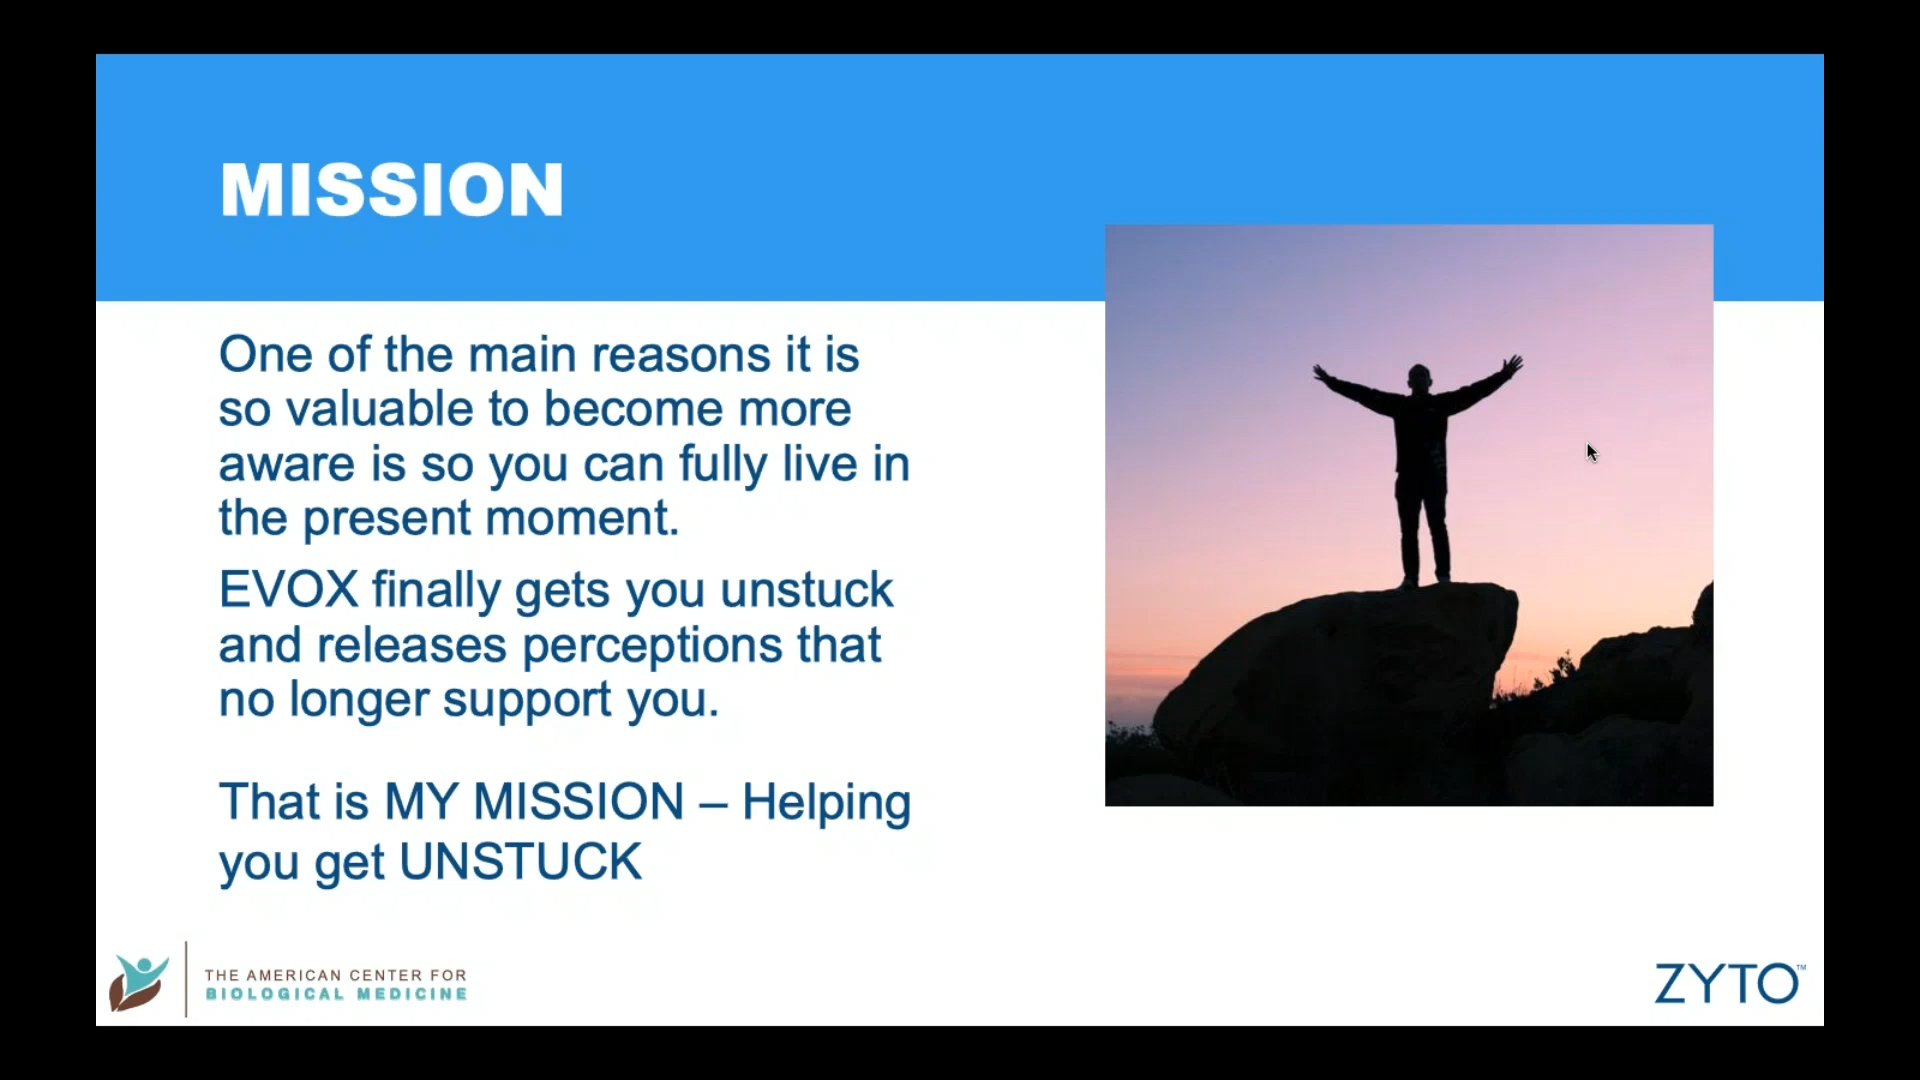 MISSION
One of the main reasons it is
so valuable to become more
aware is so you can fully live in
the present moment.
EVOX finally gets you unstuck
and releases perceptions that
no longer support you.
That is MY MISSION – Helping
you get UNSTUCK
THE AMERICAN CENTER FOR
BIOLOGICAL MEDICINE
ZYTO™